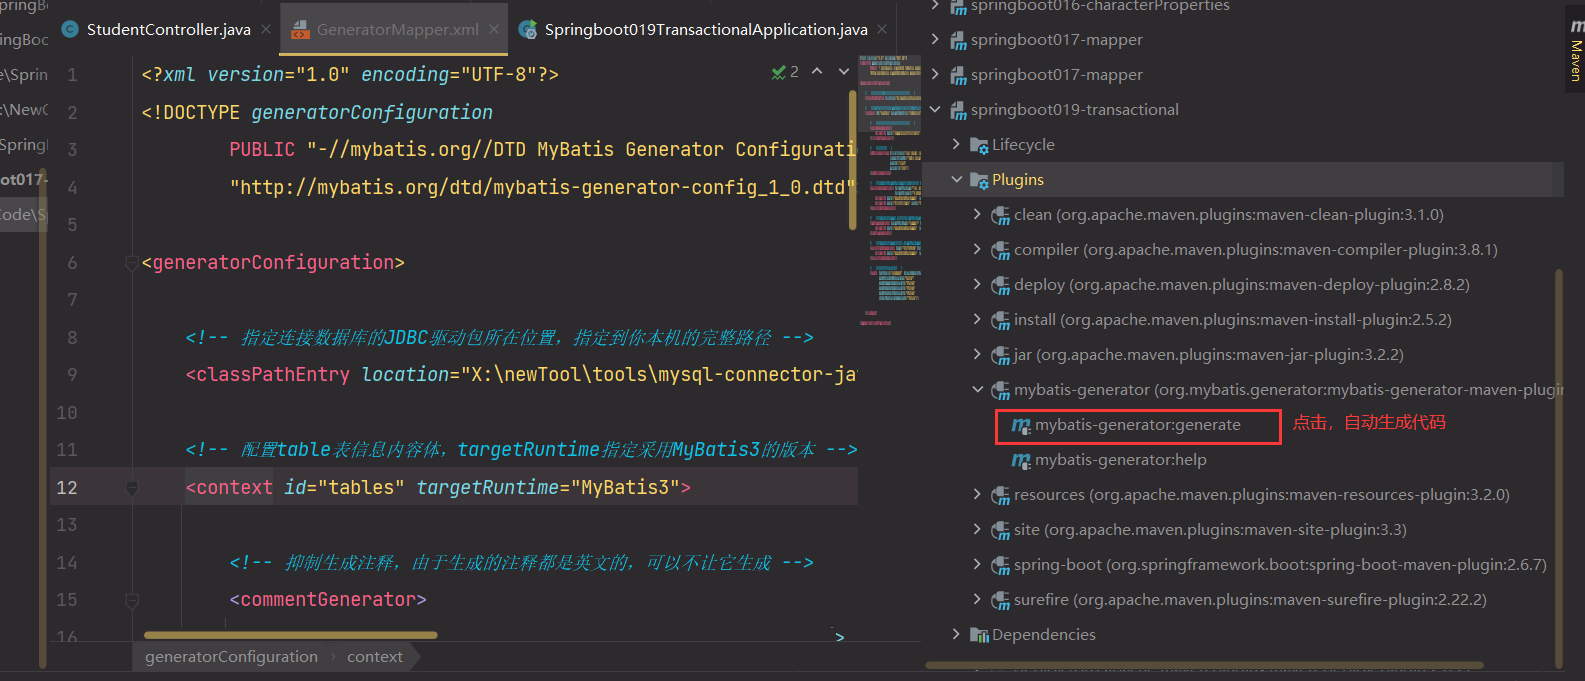 StudentController.java
GeneratorMapper.xml
Springboot019TransactionalApplication.java
2
1 <?xml version="1.0" encoding="UTF-8"?>
2 <!DOCTYPE generatorConfiguration
3 PUBLIC "-//mybatis.org//DTD MyBatis Generator Configurati
4 "http://mybatis.org/dtd/mybatis-generator-config_1_0.dtd"
5
6 <generatorConfiguration>
7
8 <!-- 指定连接数据库的JDBC驱动包所在位置，指定到你本机的完整路径 -->
9 <classPathEntry location="X:\newTool\tools\mysql-connector-ja
10
11 <!-- 配置table表信息内容体，targetRuntime指定采用MyBatis3的版本 -->
12 <context id="tables" targetRuntime="MyBatis3">
13
14 <!-- 抑制生成注释，由于生成的注释都是英文的，可以不让它生成 -->
15 <commentGenerator>
16
generatorConfiguration › context
springboot016-characterProperties
springboot017-mapper
springboot017-mapper
springboot019-transactional
Lifecycle
Plugins
clean (org.apache.maven.plugins:maven-clean-plugin:3.1.0)
compiler (org.apache.maven.plugins:maven-compiler-plugin:3.8.1)
deploy (org.apache.maven.plugins:maven-deploy-plugin:2.8.2)
install (org.apache.maven.plugins:maven-install-plugin:2.5.2)
jar (org.apache.maven.plugins:maven-jar-plugin:3.2.2)
mybatis-generator (org.mybatis.generator:mybatis-generator-maven-plugin
mybatis-generator:generate 点击，自动生成代码
mybatis-generator:help
resources (org.apache.maven.plugins:maven-resources-plugin:3.2.0)
site (org.apache.maven.plugins:maven-site-plugin:3.3)
spring-boot (org.springframework.boot:spring-boot-maven-plugin:2.6.7)
surefire (org.apache.maven.plugins:maven-surefire-plugin:2.22.2)
Dependencies
Maven